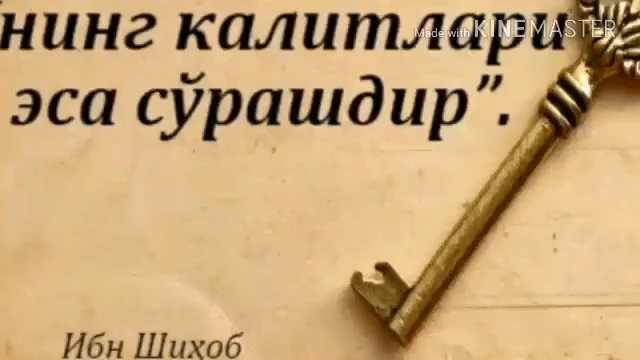 нинг калитлари
эса сўрашдир”.
Ибн Шиҳоб
Made with KINEMASTER